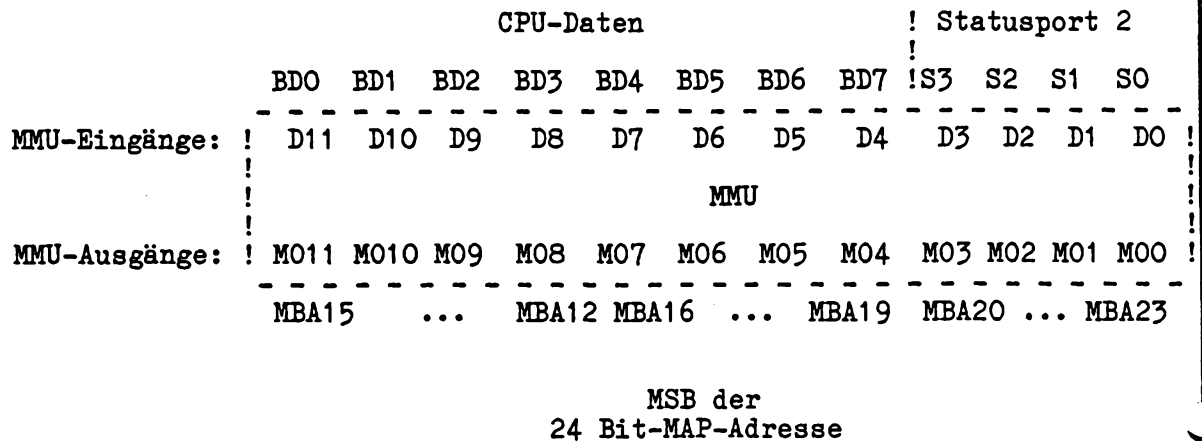 CPU-Daten ! Statusport 2
!
BD0 BD1 BD2 BD3 BD4 BD5 BD6 BD7 !S3 S2 S1 S0
- - - - - - - - - - - - - - - - - - - - - - -
MMU-Eingänge: ! D11 D10 D9 D8 D7 D6 D5 D4 D3 D2 D1 D0 !
! !
! MMU !
! !
MMU-Ausgänge: ! MO11 MO10 MO9 MO8 MO7 MO6 MO5 MO4 MO3 MO2 MO1 MO0 !
- - - - - - - - - - - - - - - - - - - - - - -
MBA15 ... MBA12 MBA16 ... MBA19 MBA20 ... MBA23
MSB der
24 Bit-MAP-Adresse